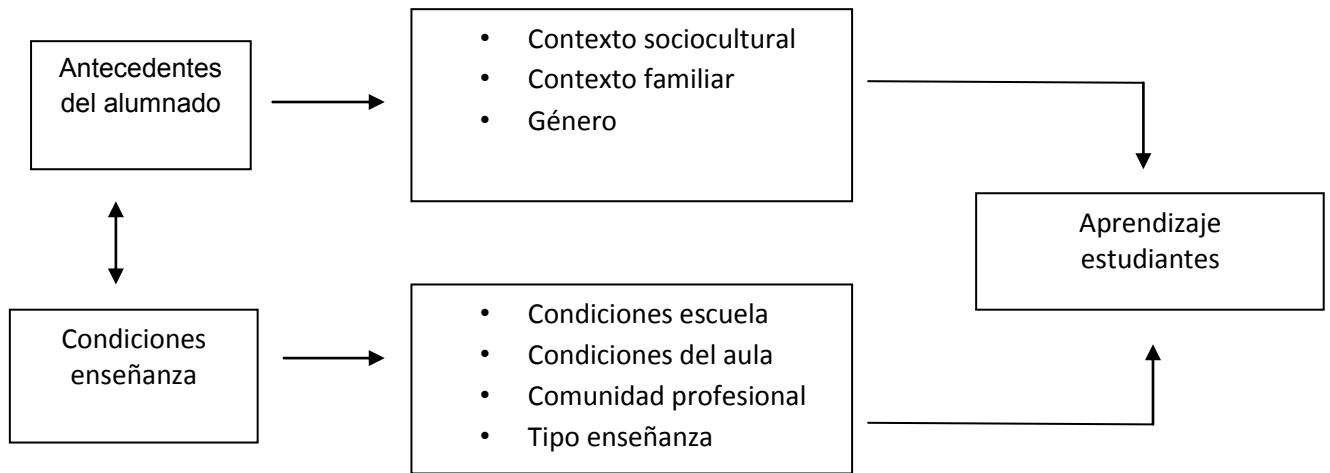 Antecedentes
del alumnado
• Contexto sociocultural
• Contexto familiar
• Género
Aprendizaje
estudiantes
Condiciones
enseñanza
• Condiciones escuela
• Condiciones del aula
• Comunidad profesional
• Tipo enseñanza